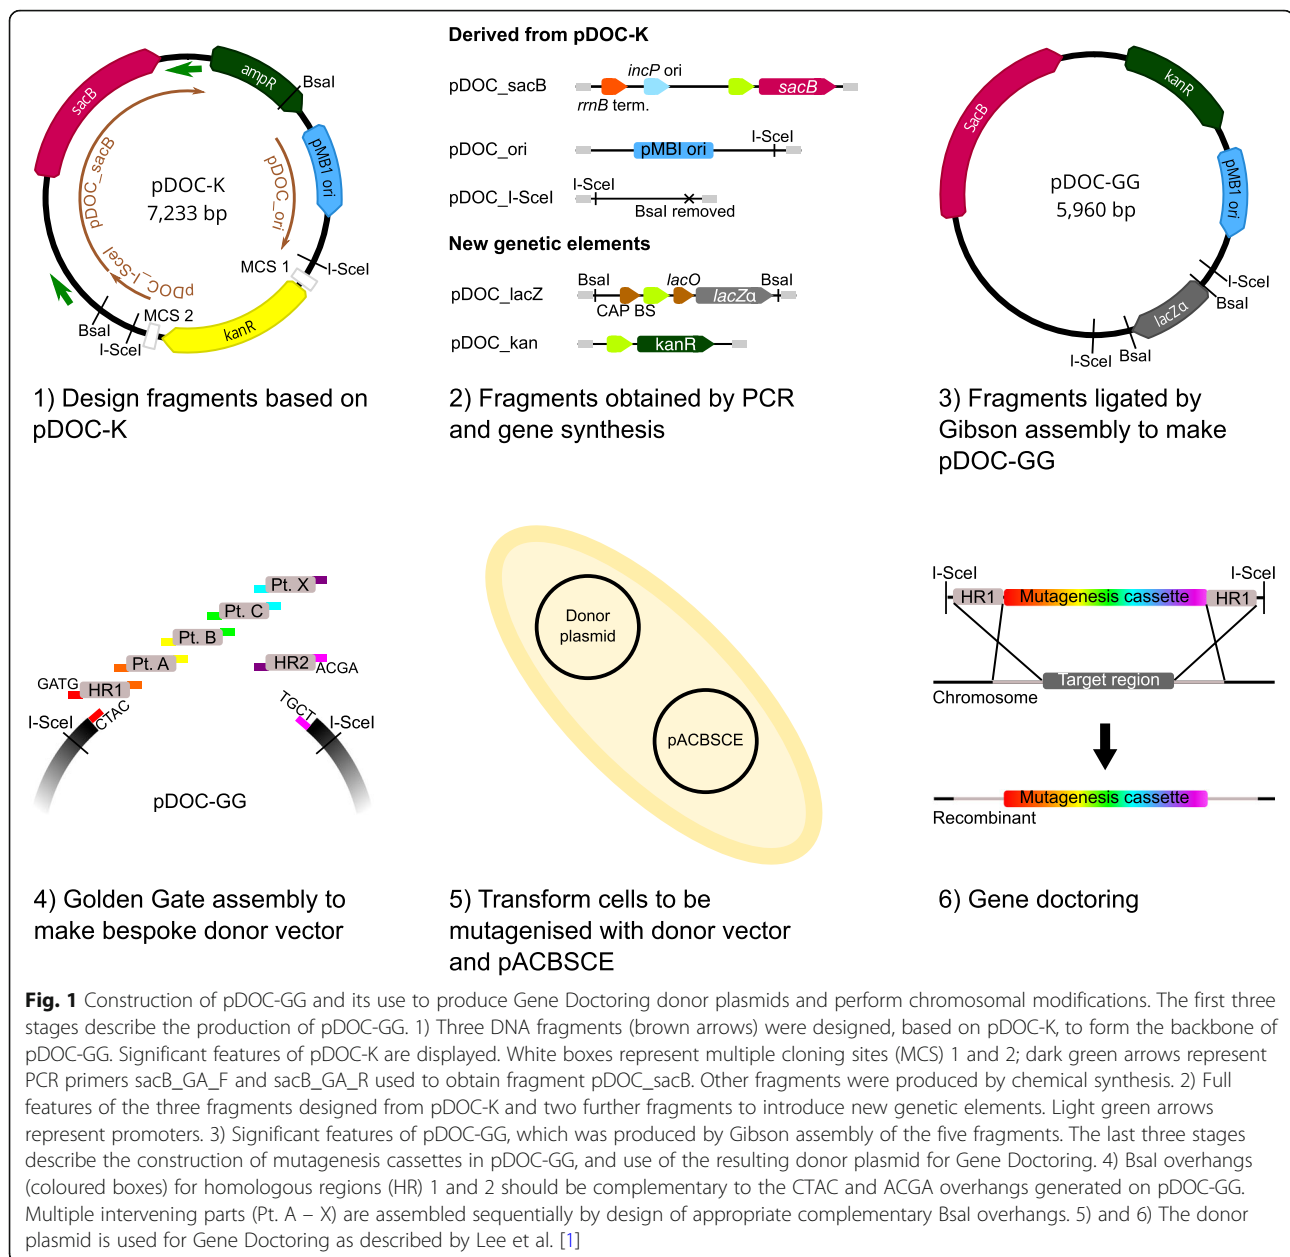 sacB
ampR
BsaI
pMB1 ori
pDOC_sacB
pDOC_ori
pDOC-K
7,233 bp
pDOC_I-SceI
MCS 1
I-SceI
MCS 2
BsaI
I-SceI
kanR
1) Design fragments based on
pDOC-K
Derived from pDOC-K
pDOC_sacB
incP ori
sacB
rrnB term.
pDOC_ori
pMBI ori
I-SceI
pDOC_I-SceI
I-SceI
BsaI removed
New genetic elements
pDOC_lacZ
BsaI
lacO
BsaI
lacZα
CAP BS
pDOC_kan
kanR
2) Fragments obtained by PCR
and gene synthesis
SacB
kanR
pMB1 ori
pDOC-GG
5,960 bp
I-SceI
BsaI
lacZα
BsaI
I-SceI
3) Fragments ligated by
Gibson assembly to make
pDOC-GG
Pt. X
Pt. C
Pt. B
Pt. A
HR2
ACGA
GATG
HR1
CTAC
TGCT
I-SceI
I-SceI
pDOC-GG
4) Golden Gate assembly to
make bespoke donor vector
Donor
plasmid
pACBSCE
5) Transform cells to be
mutagenised with donor vector
and pACBSCE
I-SceI
I-SceI
HR1
Mutagenesis cassette
HR1
Target region
Chromosome
Mutagenesis cassette
Recombinant
6) Gene doctoring
Fig. 1 Construction of pDOC-GG and its use to produce Gene Doctoring donor plasmids and perform chromosomal modifications. The first three
stages describe the production of pDOC-GG. 1) Three DNA fragments (brown arrows) were designed, based on pDOC-K, to form the backbone of
pDOC-GG. Significant features of pDOC-K are displayed. White boxes represent multiple cloning sites (MCS) 1 and 2; dark green arrows represent
PCR primers sacB_GA_F and sacB_GA_R used to obtain fragment pDOC_sacB. Other fragments were produced by chemical synthesis. 2) Full
features of the three fragments designed from pDOC-K and two further fragments to introduce new genetic elements. Light green arrows
represent promoters. 3) Significant features of pDOC-GG, which was produced by Gibson assembly of the five fragments. The last three stages
describe the construction of mutagenesis cassettes in pDOC-GG, and use of the resulting donor plasmid for Gene Doctoring. 4) BsaI overhangs
(coloured boxes) for homologous regions (HR) 1 and 2 should be complementary to the CTAC and ACGA overhangs generated on pDOC-GG.
Multiple intervening parts (Pt. A – X) are assembled sequentially by design of appropriate complementary BsaI overhangs. 5) and 6) The donor
plasmid is used for Gene Doctoring as described by Lee et al. [1]